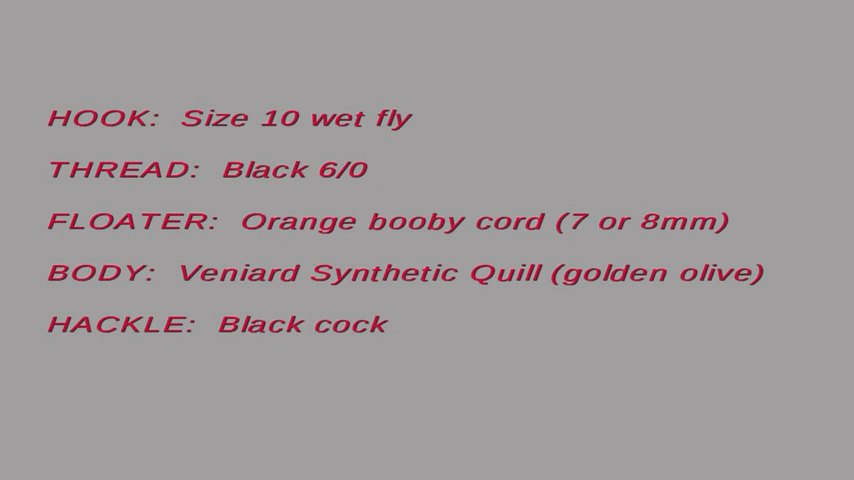 HOOK: Size 10 wet fly
THREAD: Black 6/0
FLOATER: Orange booby cord (7 or 8mm)
BODY: Veniard Synthetic Quill (golden olive)
HACKLE: Black cock